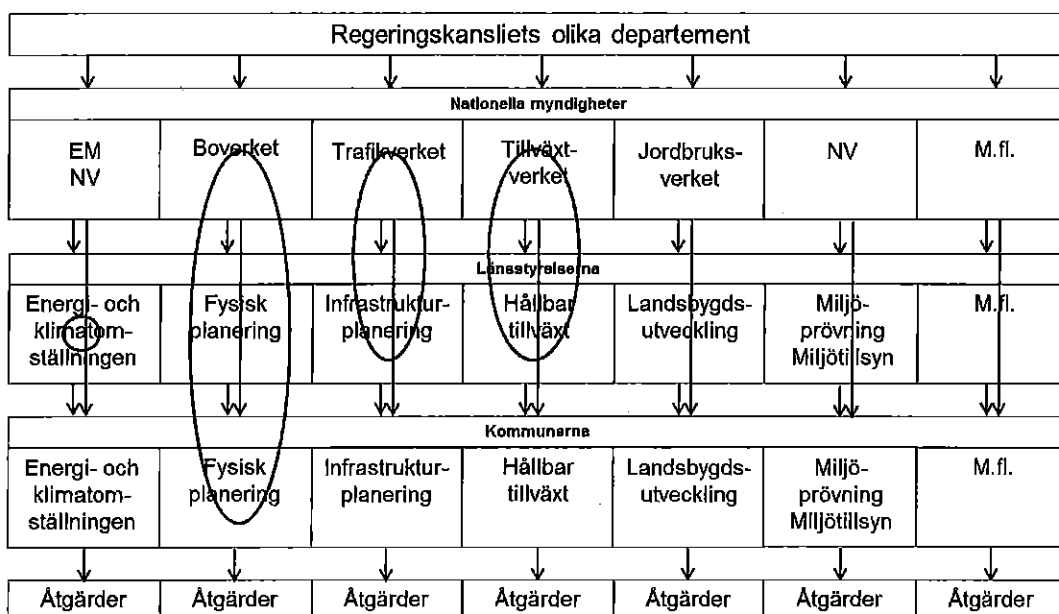 Regeringskansliets olika departement
Nationella myndigheter
EM
NV
Boverket
Trafikverket
Tillväxt-
verket
Jordbruks-
verket
NV
M.fl.
Länsstyrelserna
Energi- och
klimatom-
ställningen
Fysisk
planering
Infrastruktur-
planering
Hållbar
tillväxt
Landsbygds-
utveckling
Miljö-
prövning
Miljötillsyn
M.fl.
Kommunerna
Energi- och
klimatom-
ställningen
Fysisk
planering
Infrastruktur-
planering
Hållbar
tillväxt
Landsbygds-
utveckling
Miljö-
prövning
Miljötillsyn
M.fl.
Åtgärder
Åtgärder
Åtgärder
Åtgärder
Åtgärder
Åtgärder
Åtgärder